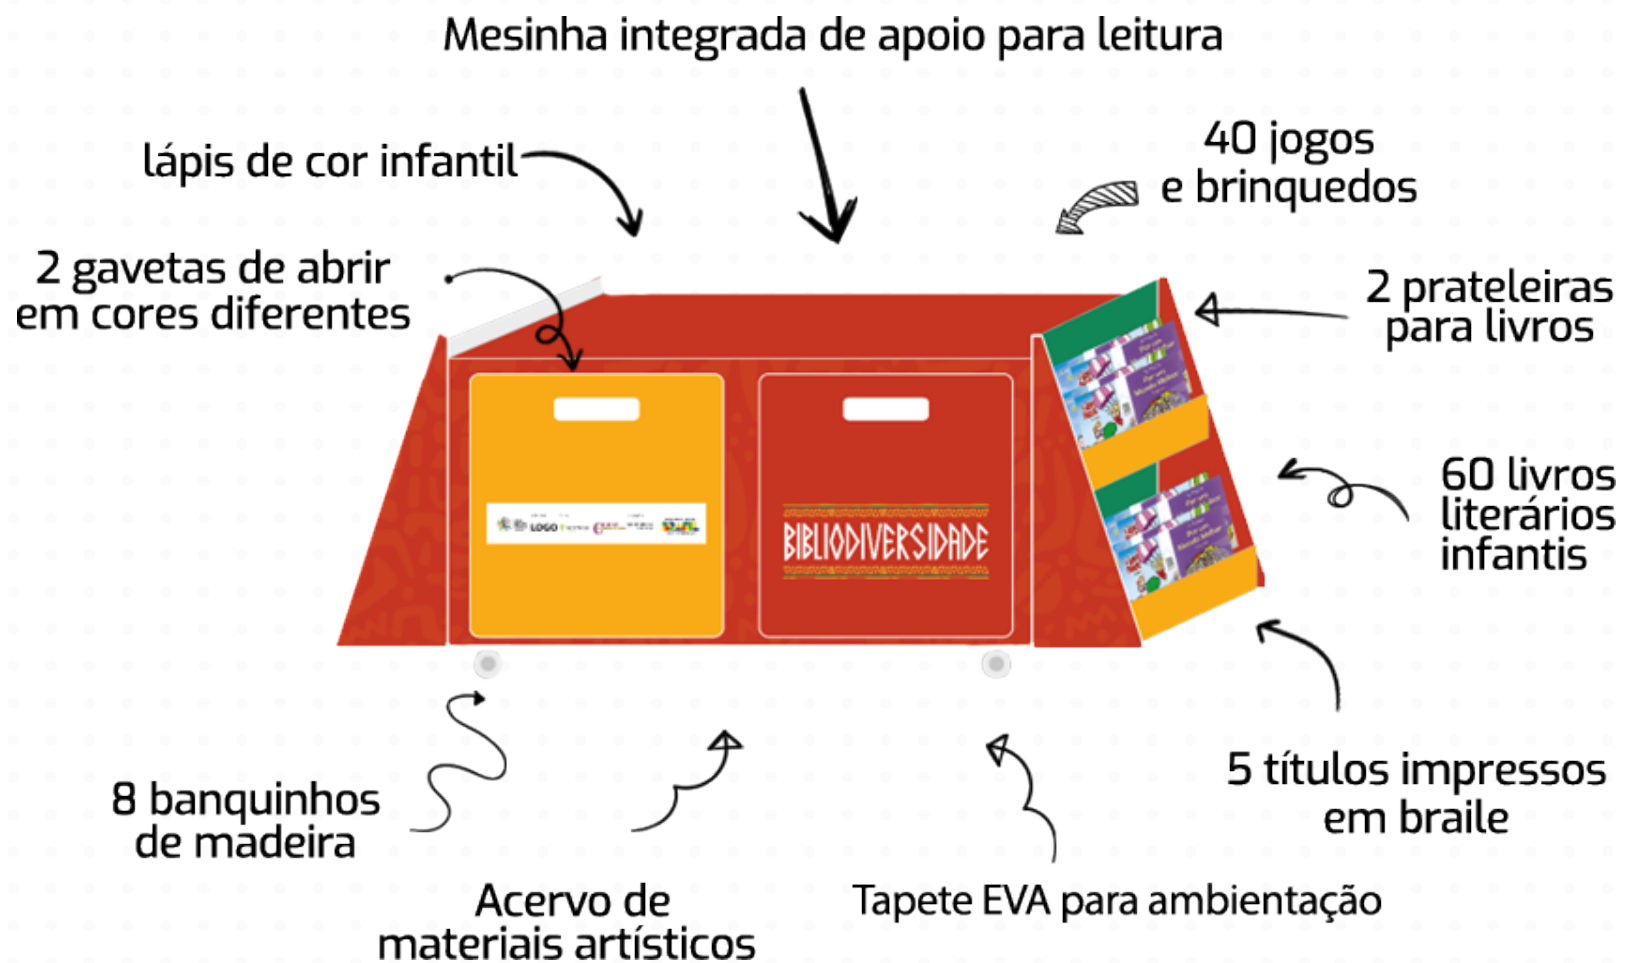 Mesinha integrada de apoio para leitura
lápis de cor infantil
40 jogos
e brinquedos
2 gavetas de abrir
em cores diferentes
2 prateleiras
para livros
60 livros
literários
infantis
LOGO
BIBLIODIVERSIDADE
5 títulos impressos
em braile
8 banquinhos
de madeira
Acervo de
materiais artísticos
Tapete EVA para ambientação